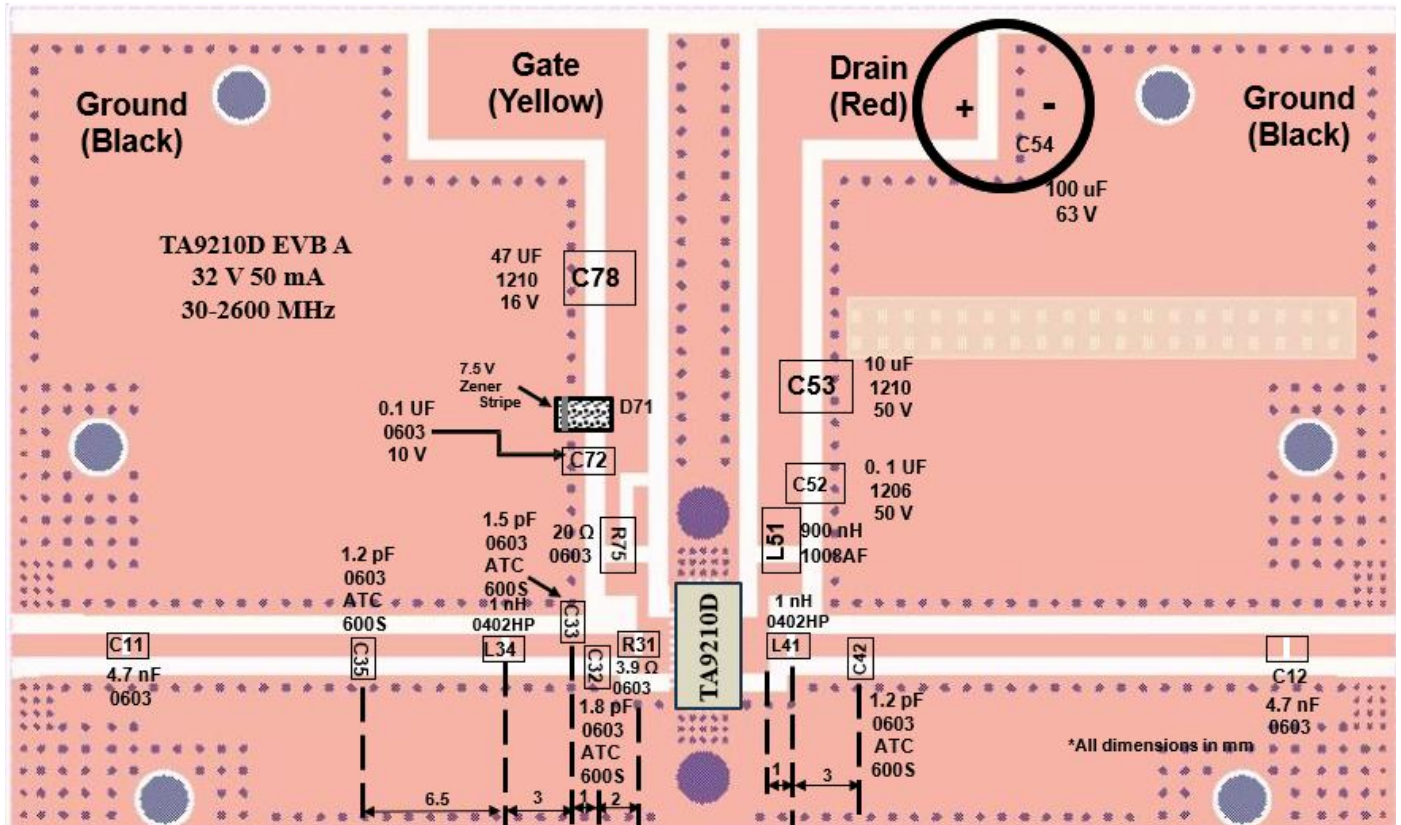 Ground
(Black)
Gate
(Yellow)
Drain
(Red)
+
-
C54
100 uF
63 V
Ground
(Black)
TA9210D EVB A
32 V 50 mA
30-2600 MHz
47 UF
1210
16 V
C78
7.5 V
Zener
Stripe
D71
0.1 UF
0603
10 V
C72
C53
10 uF
1210
50 V
C52
0. 1 UF
1206
50 V
1.5 pF
0603
ATC
600S
20 Ω
0603
R75
L51
900 nH
1008AF
1.2 pF
0603
ATC
600S
1 nH
0402HP
C33
TA9210D
1 nH
0402HP
C11
4.7 nF
0603
C35
L34
C32
R31
3.9 Ω
0603
1.8 pF
0603
ATC
600S
L41
C42
1.2 pF
0603
ATC
600S
C12
4.7 nF
0603
*All dimensions in mm
6.5
3
1
2
1
3